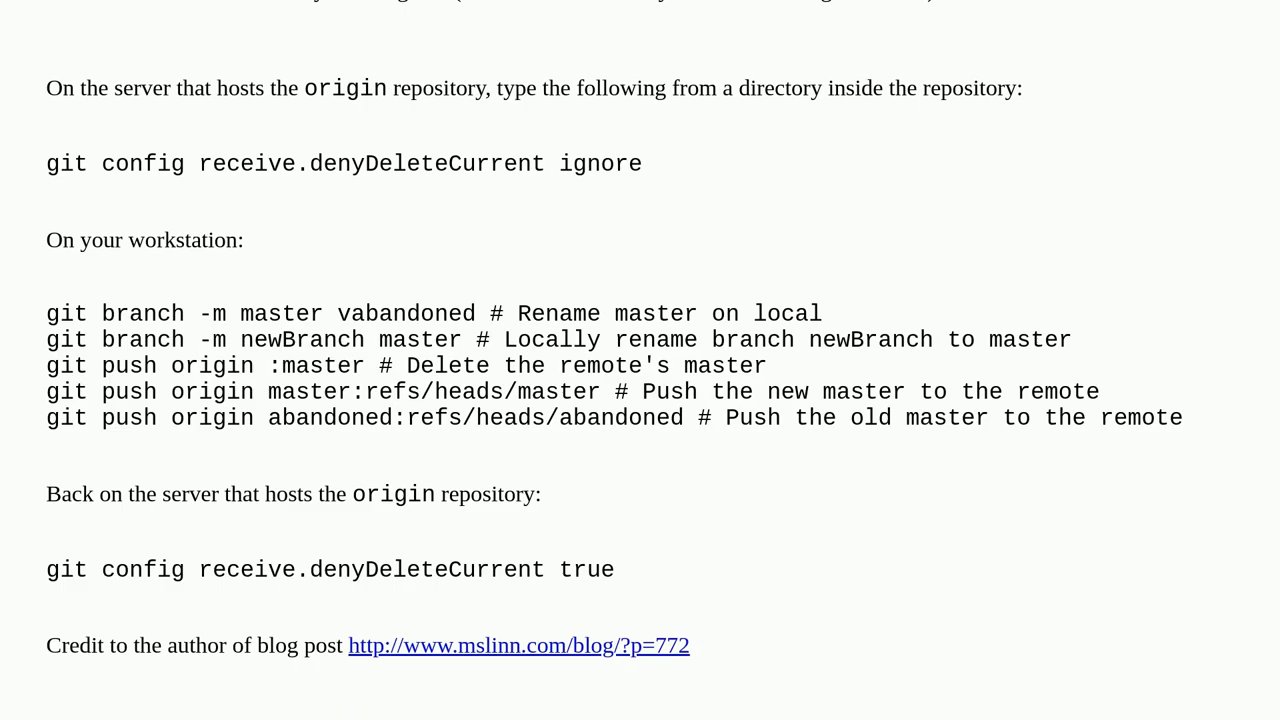 On the server that hosts the origin repository, type the following from a directory inside the repository:
git config receive.denyDeleteCurrent ignore
On your workstation:
git branch -m master vabandoned # Rename master on local
git branch -m newBranch master # Locally rename branch newBranch to master
git push origin :master # Delete the remote's master
git push origin master:refs/heads/master # Push the new master to the remote
git push origin abandoned:refs/heads/abandoned # Push the old master to the remote
Back on the server that hosts the origin repository:
git config receive.denyDeleteCurrent true
Credit to the author of blog post http://www.mslinn.com/blog/?p=772